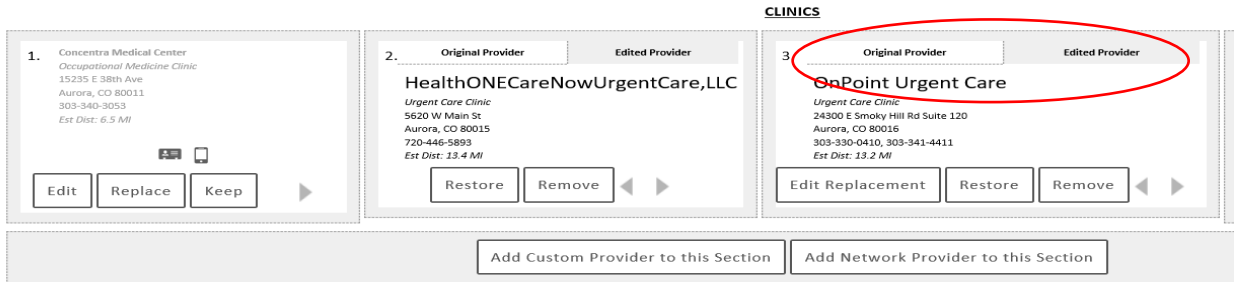 CLINICS
1. Concentra Medical Center
Occupational Medicine Clinic
15235 E 38th Ave
Aurora, CO 80011
303-340-3053
Est Dist: 6.5 MI
Edit Replace Keep
2. Original Provider Edited Provider
HealthONECareNowUrgentCare,LLC
Urgent Care Clinic
5620 W Main St
Aurora, CO 80015
720-446-5893
Est Dist: 13.4 MI
Restore Remove
3 Original Provider Edited Provider
OnPoint Urgent Care
Urgent Care Clinic
24300 E Smoky Hill Rd Suite 120
Aurora, CO 80016
303-330-0410, 303-341-4411
Est Dist: 13.2 MI
Edit Replacement Restore Remove
Add Custom Provider to this Section Add Network Provider to this Section